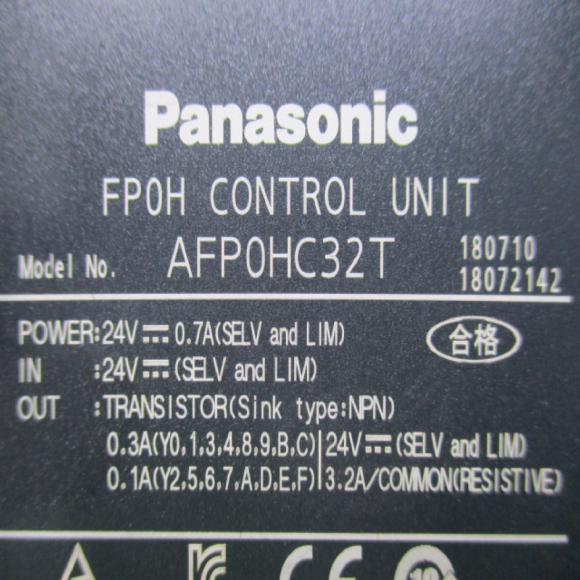 Panasonic
FP0H CONTROL UNIT
Model No. AFP0HC32T 180710
18072142
POWER:24V⎓0.7A(SELV and LIM)
合格
IN :24V⎓(SELV and LIM)
OUT :TRANSISTOR(Sink type:NPN)
0.3A(Y0,1,3,4,8,9,B,C)|24V⎓(SELV and LIM)
0.1A(Y2,5,6,7,A,D,E,F)|3.2A/COMMON(RESISTIVE)
CE